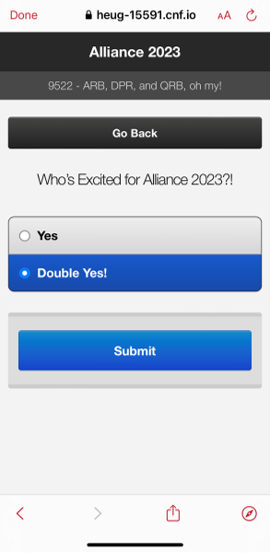 Done
heug-15591.cnf.io
AA
Alliance 2023
9522 - ARB, DPR, and QRB, oh my!
Go Back
Who's Excited for Alliance 2023?!
Yes
Double Yes!
Submit